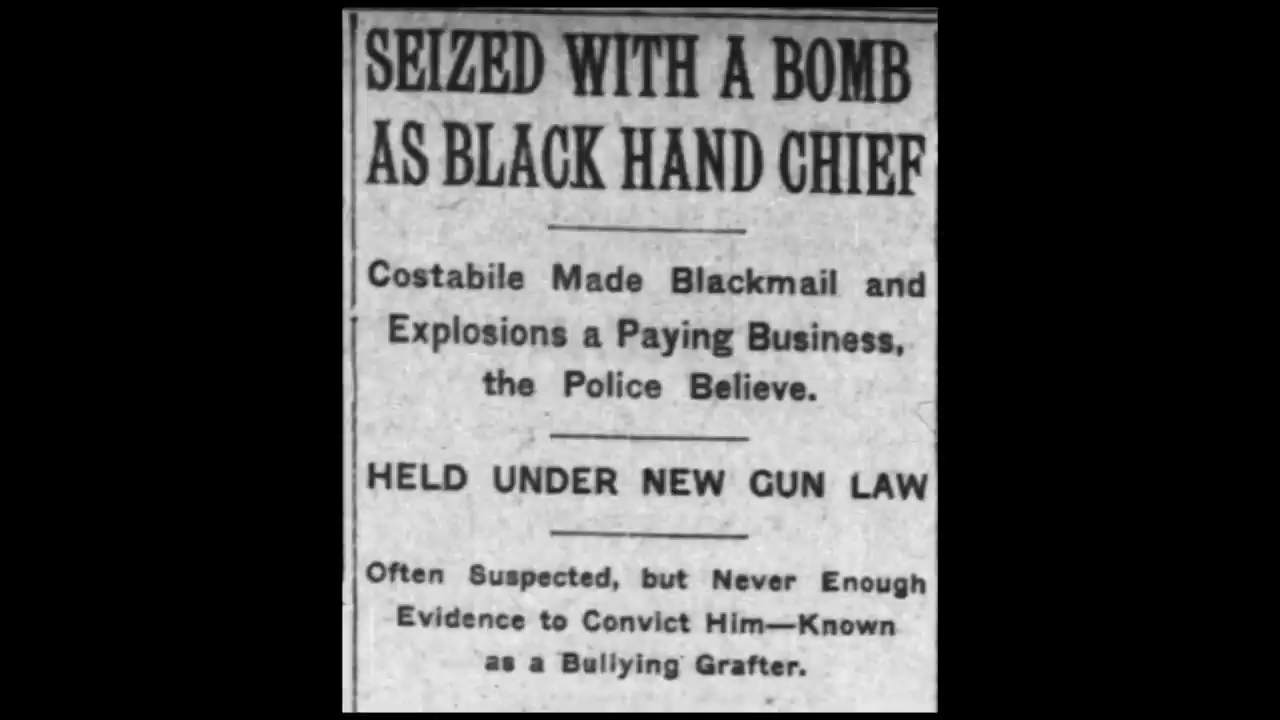 SEIZED WITH A BOMB
AS BLACK HAND CHIEF
Costabile Made Blackmail and
Explosions a Paying Business,
the Police Believe.
HELD UNDER NEW GUN LAW
Often Suspected, but Never Enough
Evidence to Convict Him—Known
as a Bullying Grafter.